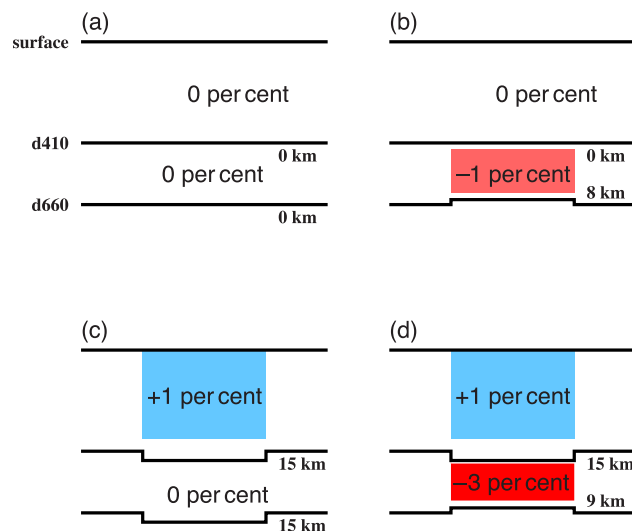 (a)
surface
0 per cent
d410
0 km
0 per cent
d660
0 km
(b)
0 per cent
0 km
–1 per cent
8 km
(c)
+1 per cent
15 km
0 per cent
15 km
(d)
+1 per cent
15 km
–3 per cent
9 km